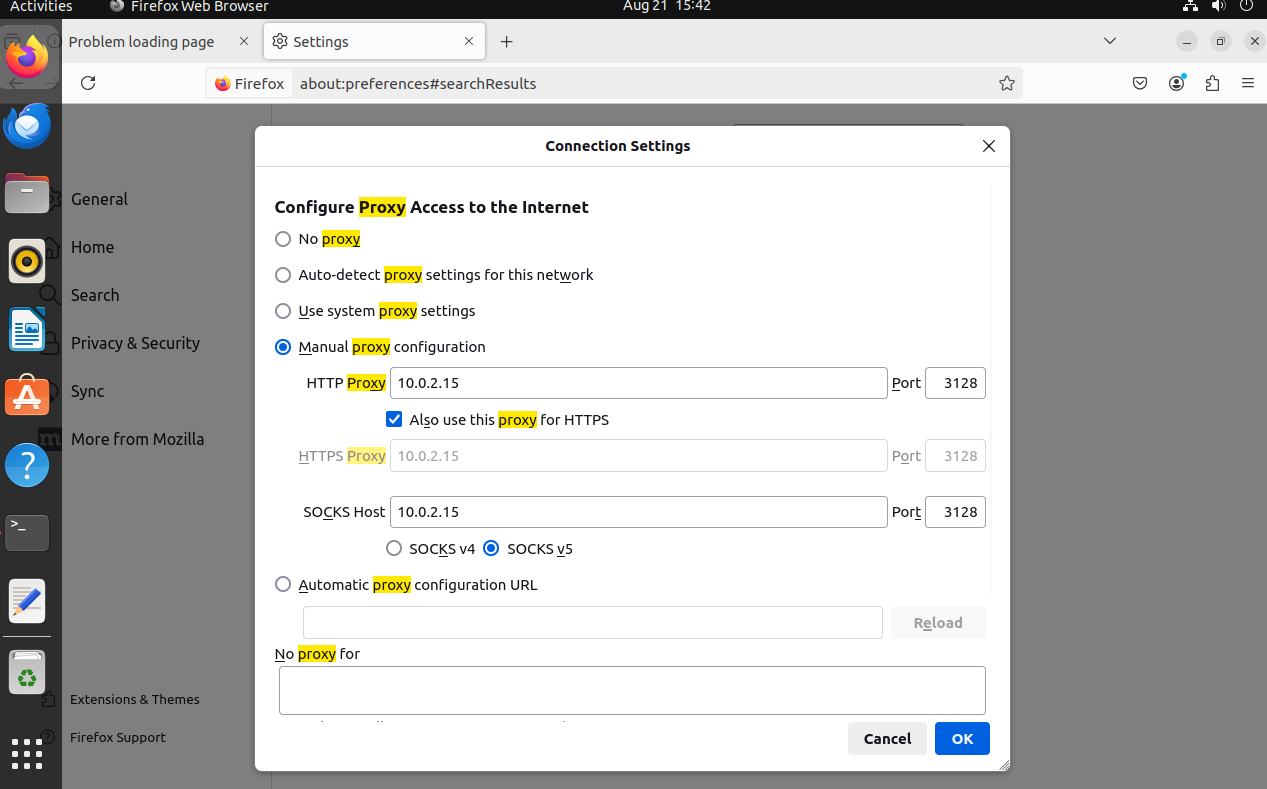 Activities Firefox Web Browser Aug 21 15:42
Problem loading page Settings
Firefox about:preferences#searchResults
Connection Settings
Configure Proxy Access to the Internet
No proxy
Auto-detect proxy settings for this network
Use system proxy settings
Manual proxy configuration
HTTP Proxy 10.0.2.15 Port 3128
Also use this proxy for HTTPS
HTTPS Proxy 10.0.2.15 Port 3128
SOCKS Host 10.0.2.15 Port 3128
SOCKS v4 SOCKS v5
Automatic proxy configuration URL
Reload
No proxy for
Cancel OK
General
Home
Search
Privacy & Security
Sync
More from Mozilla
Extensions & Themes
Firefox Support